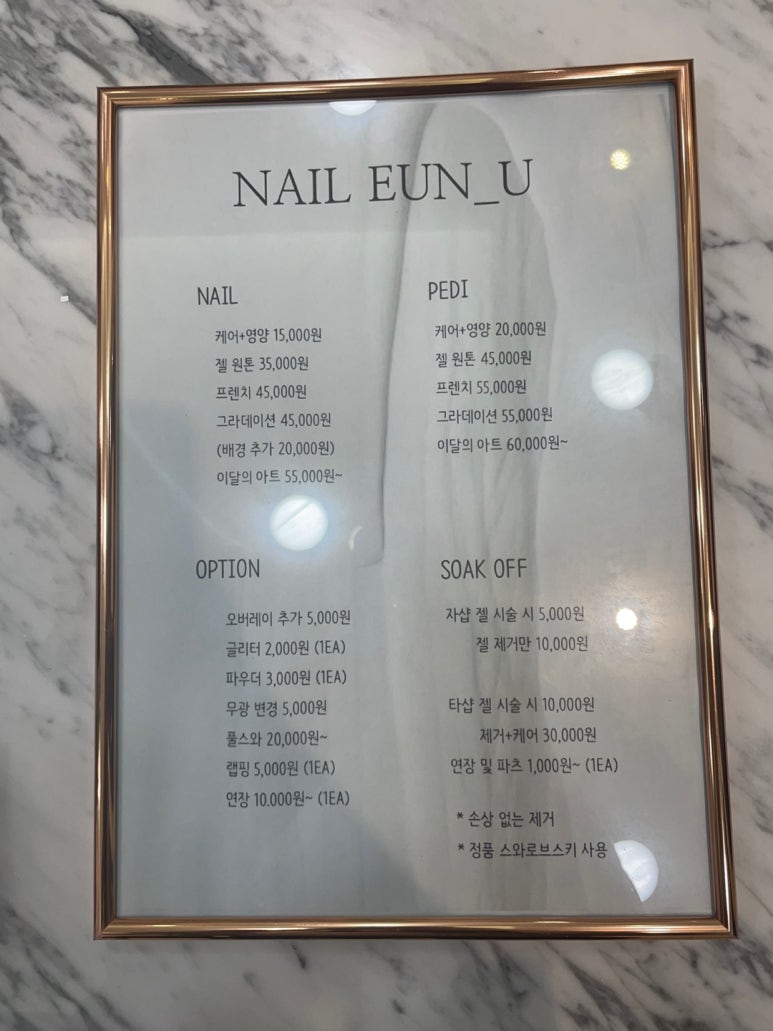 NAIL EUN_U
NAIL
케어+영양 15,000원
젤 원톤 35,000원
프렌치 45,000원
그라데이션 45,000원
(배경 추가 20,000원)
이달의 아트 55,000원~
PEDI
케어+영양 20,000원
젤 원톤 45,000원
프렌치 55,000원
그라데이션 55,000원
이달의 아트 60,000원~
OPTION
오버레이 추가 5,000원
글리터 2,000원 (1EA)
파우더 3,000원 (1EA)
무광 변경 5,000원
풀스와 20,000원~
랩핑 5,000원 (1EA)
연장 10.000원~ (1EA)
SOAK OFF
자샵 젤 시술 시 5,000원
젤 제거만 10,000원
타샵 젤 시술 시 10,000원
제거+케어 30,000원
연장 및 파츠 1,000원~ (1EA)
* 손상 없는 제거
* 정품 스와로브스키 사용